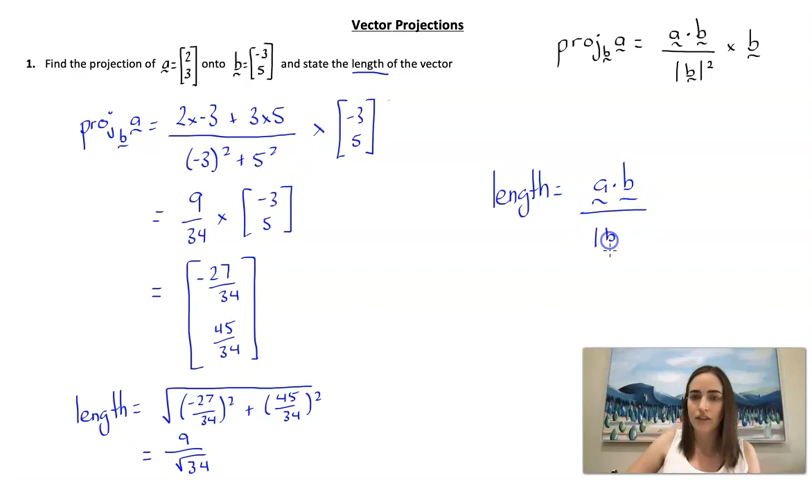 Vector Projections
1. Find the projection of a = [2 3] onto b = [-3 5] and state the length of the vector
proj_b a = a · b / |b|² × b
proj_b a = 2×-3 + 3×5 / (-3)² + 5² × [-3 5]
= 9/34 × [-3 5]
= [-27/34 45/34]
length = √(-27/34)² + (45/34)²
= 9/√34
length = a · b / |b